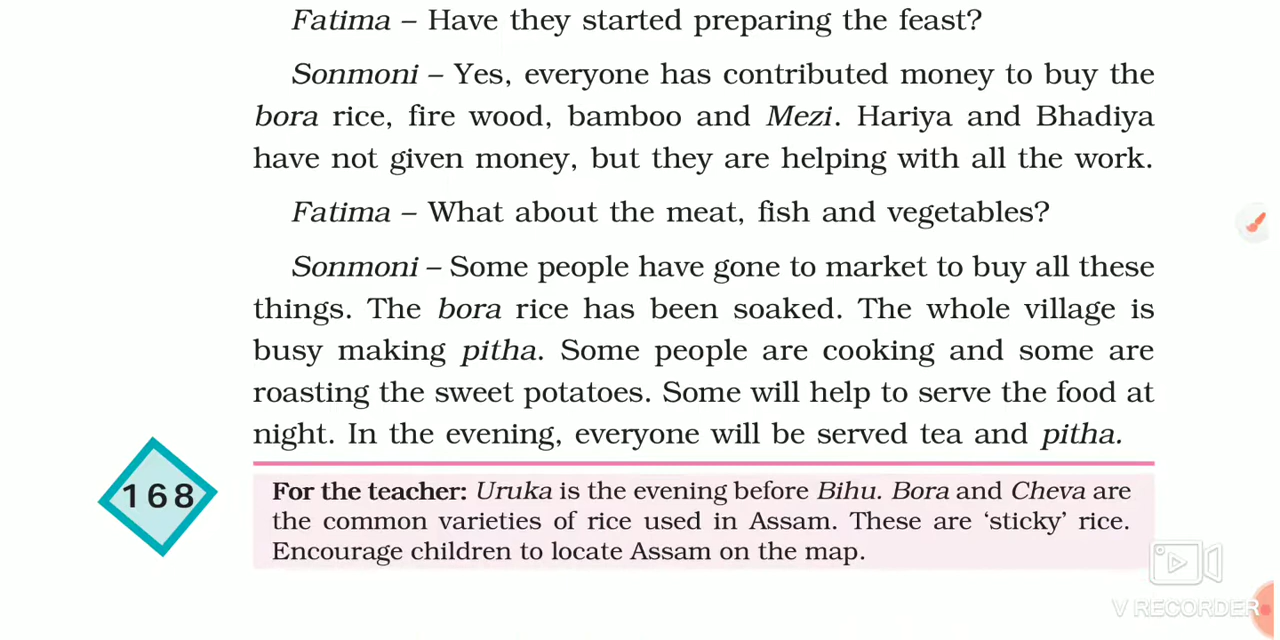 Fatima – Have they started preparing the feast?
Sonmoni – Yes, everyone has contributed money to buy the
bora rice, fire wood, bamboo and Mezi. Hariya and Bhadiya
have not given money, but they are helping with all the work.
Fatima – What about the meat, fish and vegetables?
Sonmoni – Some people have gone to market to buy all these
things. The bora rice has been soaked. The whole village is
busy making pitha. Some people are cooking and some are
roasting the sweet potatoes. Some will help to serve the food at
night. In the evening, everyone will be served tea and pitha.
168
For the teacher: Uruka is the evening before Bihu. Bora and Cheva are
the common varieties of rice used in Assam. These are ‘sticky’ rice.
Encourage children to locate Assam on the map.
V RECORDER